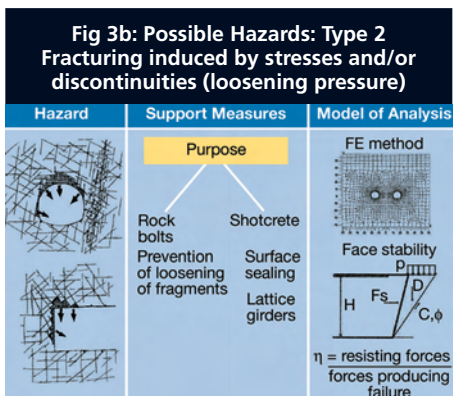 Fig 3b: Possible Hazards: Type 2
Fracturing induced by stresses and/or
discontinuities (loosening pressure)
Hazard
Support Measures
Model of Analysis
Purpose
Rock
bolts
Prevention
of loosening
of fragments
Shotcrete
Surface
sealing
Lattice
girders
FE method
Face stability
p
H
Fs
D
C,ϕ
η = resisting forces
forces producing
failure